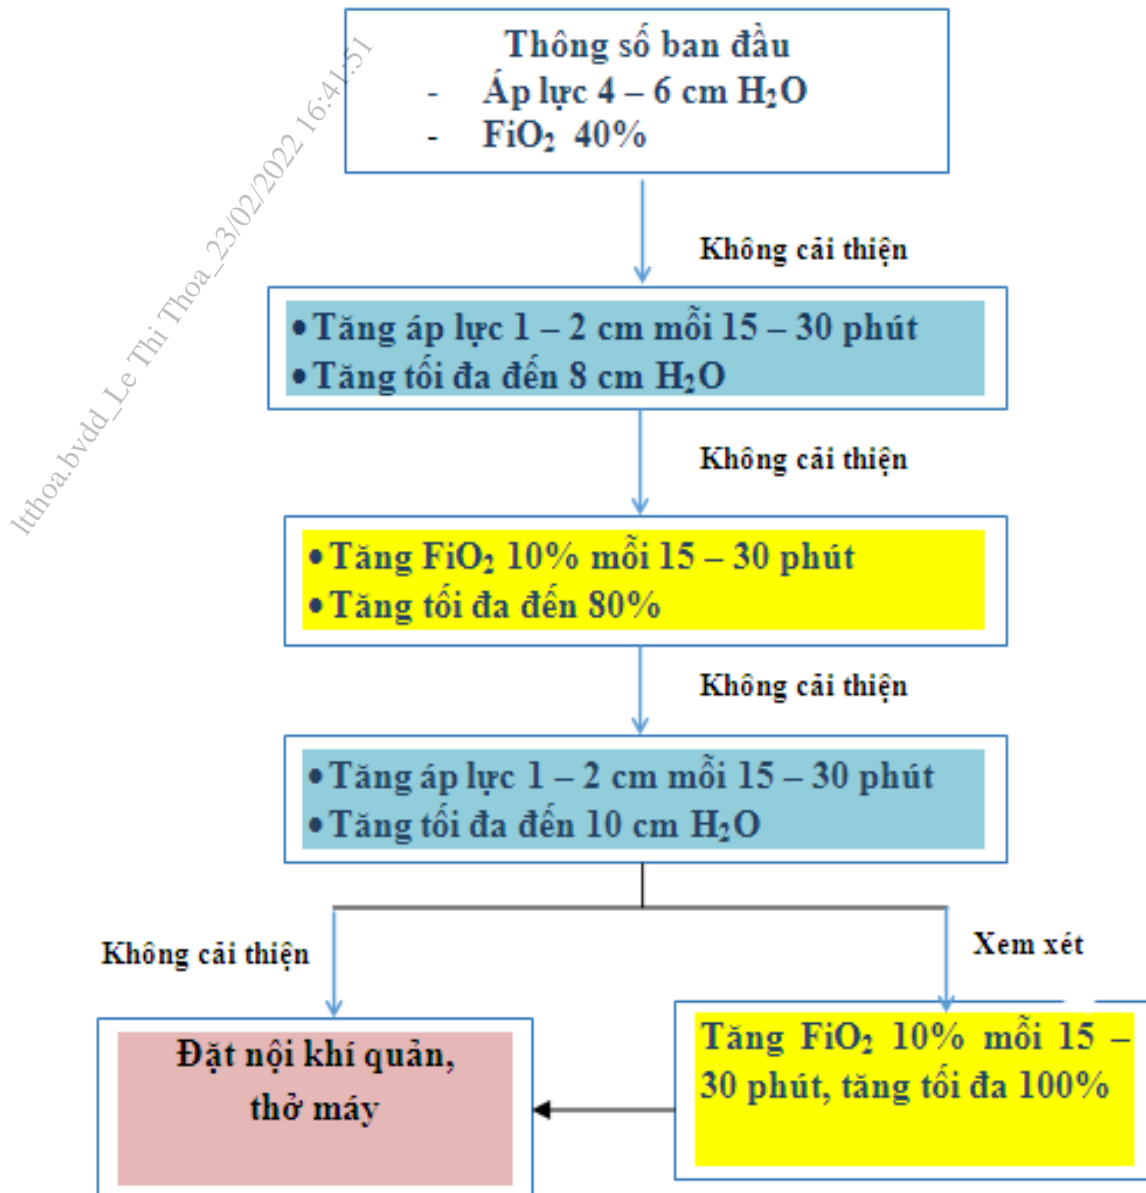 Thông số ban đầu
- Áp lực 4 – 6 cm H₂O
- FiO₂ 40%
ltthoa.bvdd_Le Thi Thoa_23/02/2022 16:41:51
Không cải thiện
• Tăng áp lực 1 – 2 cm mỗi 15 – 30 phút
• Tăng tối đa đến 8 cm H₂O
Không cải thiện
• Tăng FiO₂ 10% mỗi 15 – 30 phút
• Tăng tối đa đến 80%
Không cải thiện
• Tăng áp lực 1 – 2 cm mỗi 15 – 30 phút
• Tăng tối đa đến 10 cm H₂O
Không cải thiện
Xem xét
Đặt nội khí quản,
thở máy
Tăng FiO₂ 10% mỗi 15 –
30 phút, tăng tối đa 100%